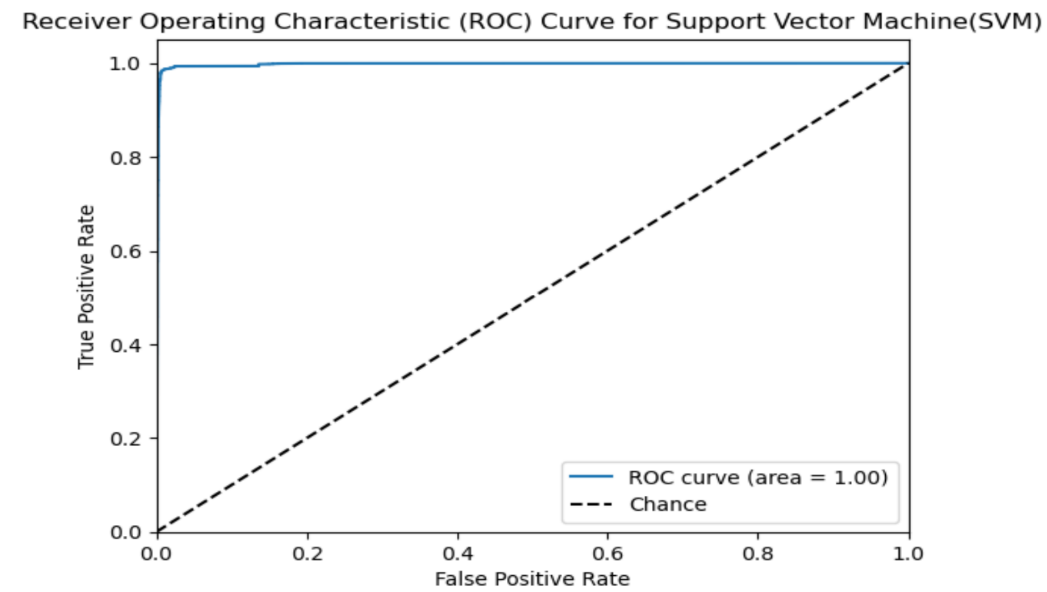 Receiver Operating Characteristic (ROC) Curve for Support Vector Machine(SVM)
1.0
0.8
0.6
0.4
0.2
0.0
True Positive Rate
ROC curve (area = 1.00)
Chance
0.0 0.2 0.4 0.6 0.8 1.0
False Positive Rate